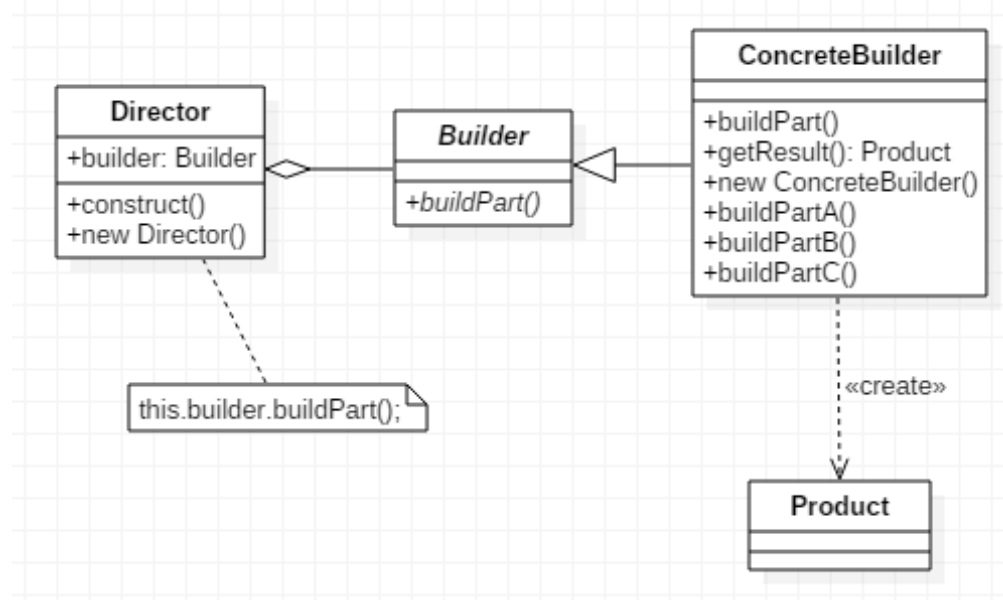 Director
+builder: Builder
+construct()
+new Director()
this.builder.buildPart();
Builder
+buildPart()
ConcreteBuilder
+buildPart()
+getResult(): Product
+new ConcreteBuilder()
+buildPartA()
+buildPartB()
+buildPartC()
«create»
Product